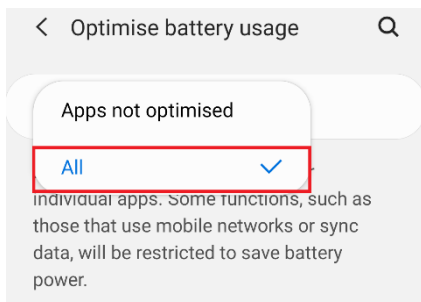 Optimise battery usage
Apps not optimised
All
individual apps. Some functions, such as
those that use mobile networks or sync
data, will be restricted to save battery
power.